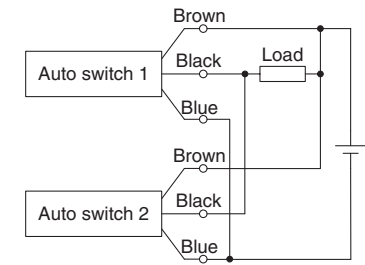 Brown
Auto switch 1
Black
Load
Blue
Brown
Auto switch 2
Black
Blue